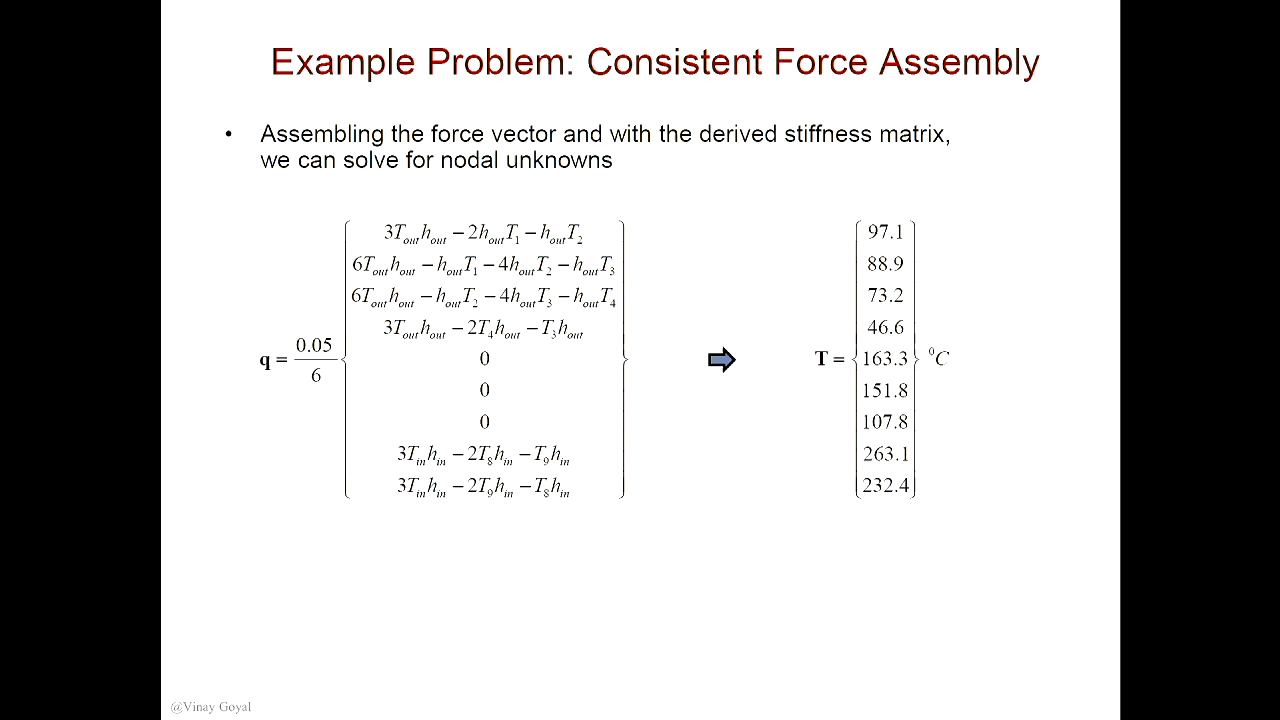 Example Problem: Consistent Force Assembly
• Assembling the force vector and with the derived stiffness matrix,
we can solve for nodal unknowns
q = 0.05/6 {
3T_out h_out − 2h_out T_1 − h_out T_2
6T_out h_out − h_out T_1 − 4h_out T_2 − h_out T_3
6T_out h_out − h_out T_2 − 4h_out T_3 − h_out T_4
3T_out h_out − 2T_4 h_out − T_3 h_out
0
0
0
3T_in h_in − 2T_8 h_in − T_9 h_in
3T_in h_in − 2T_9 h_in − T_8 h_in
}
T = {
97.1
88.9
73.2
46.6
163.3
151.8
107.8
263.1
232.4
} ⁰C
@Vinay Goyal